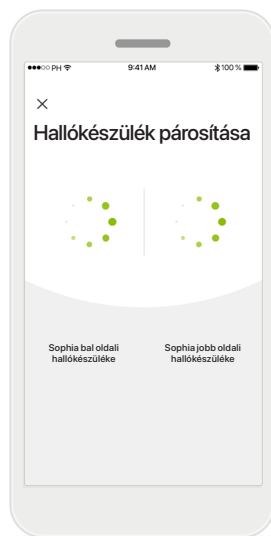 PH 9:41 AM 100 %
Hallókészülék párosítása
Sophia bal oldali
hallókészüléke
Sophia jobb oldali
hallókészüléke